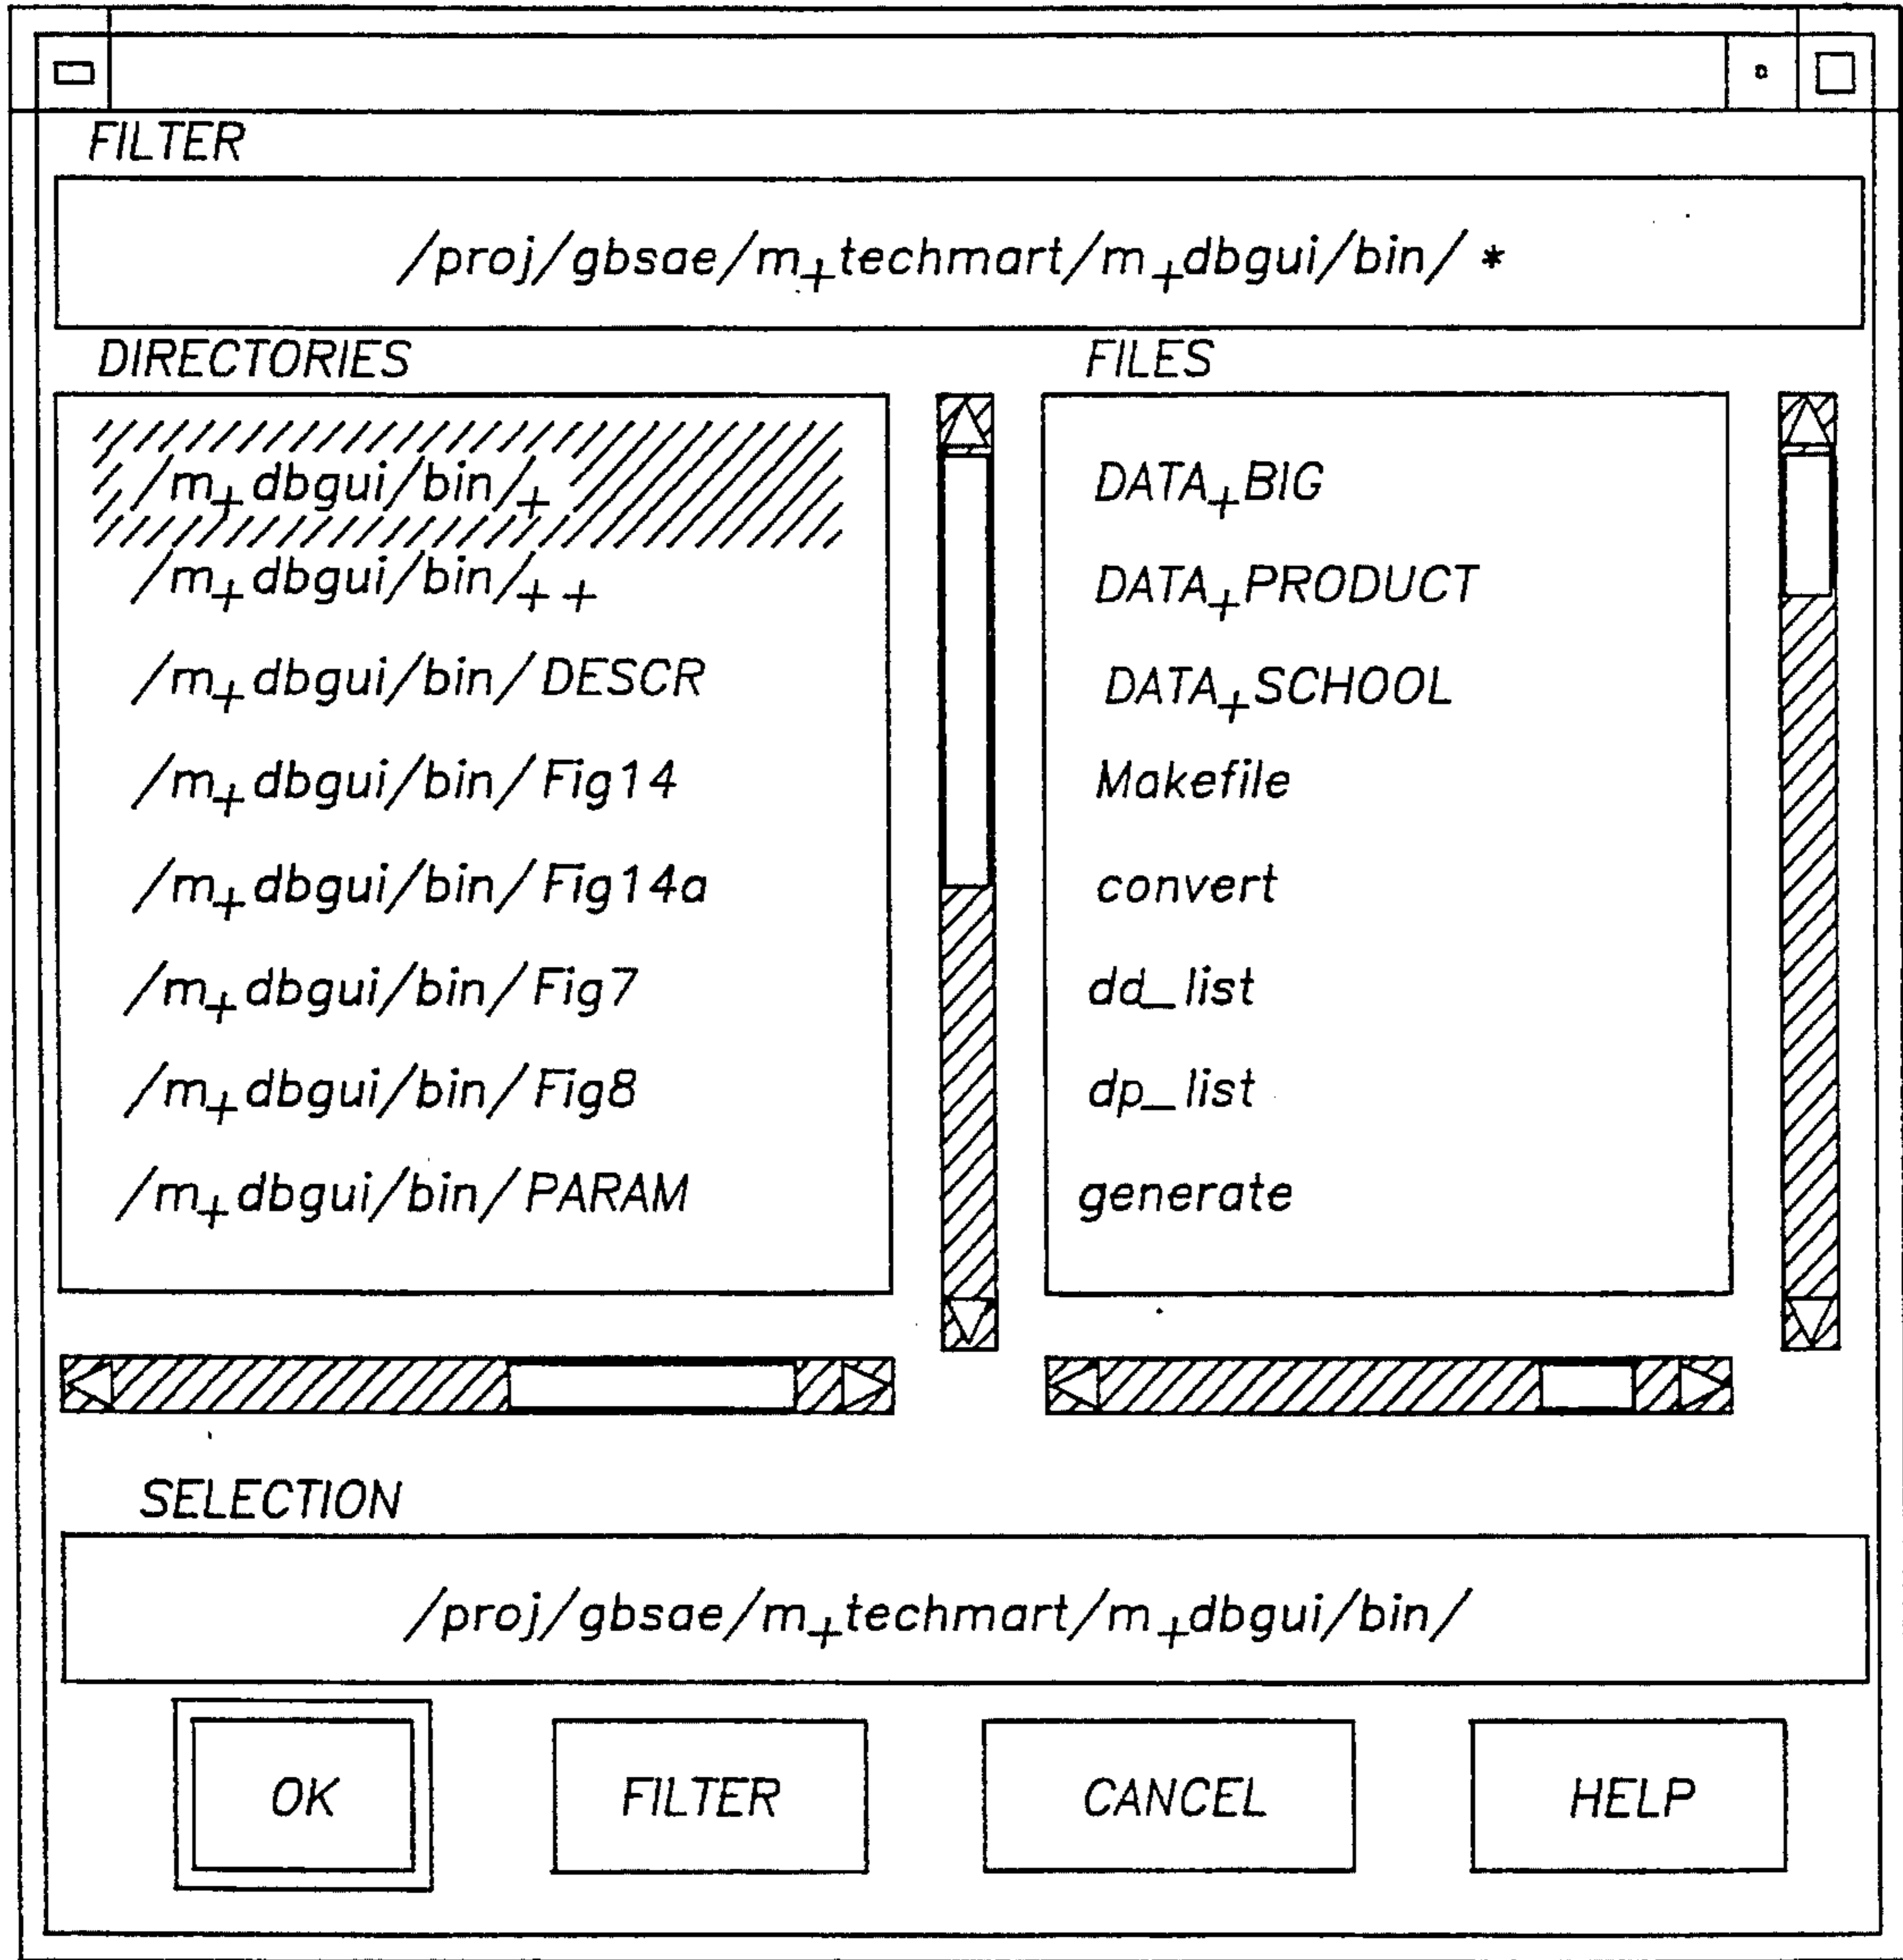 FILTER
/proj/gbsae/m+techmart/m+dbgui/bin/ *
DIRECTORIES
/m+dbgui/bin/+
/m+dbgui/bin/++
/m+dbgui/bin/DESCR
/m+dbgui/bin/Fig14
/m+dbgui/bin/Fig14a
/m+dbgui/bin/Fig7
/m+dbgui/bin/Fig8
/m+dbgui/bin/PARAM
FILES
DATA+BIG
DATA+PRODUCT
DATA+SCHOOL
Makefile
convert
dd_list
dp_list
generate
SELECTION
/proj/gbsae/m+techmart/m+dbgui/bin/
OK
FILTER
CANCEL
HELP